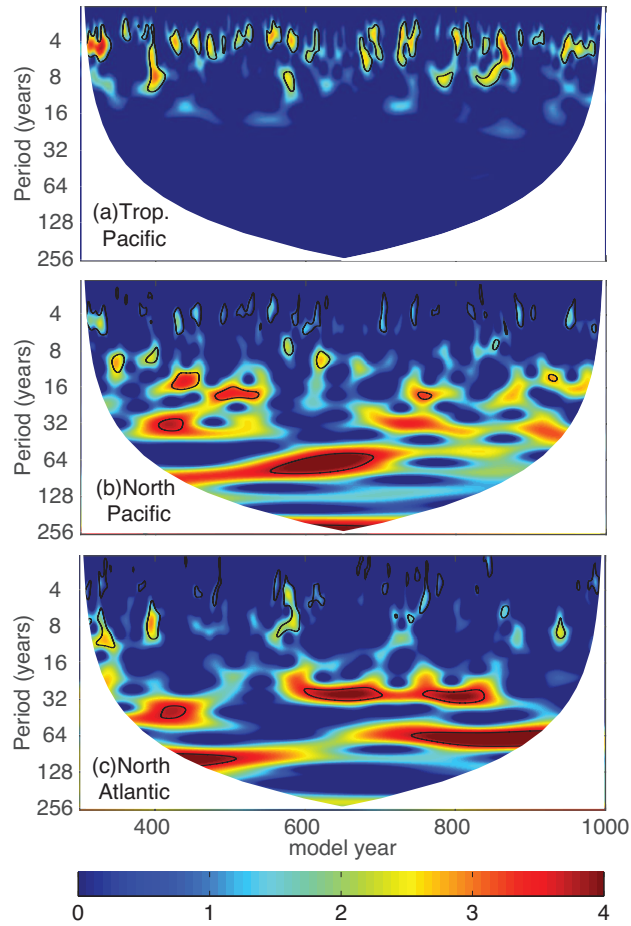 4
8
16
32
64
128
256
Period (years)
(a)Trop.
Pacific
4
8
16
32
64
128
256
Period (years)
(b)North
Pacific
4
8
16
32
64
128
256
Period (years)
(c)North
Atlantic
400 600 800 1000
model year
0 1 2 3 4